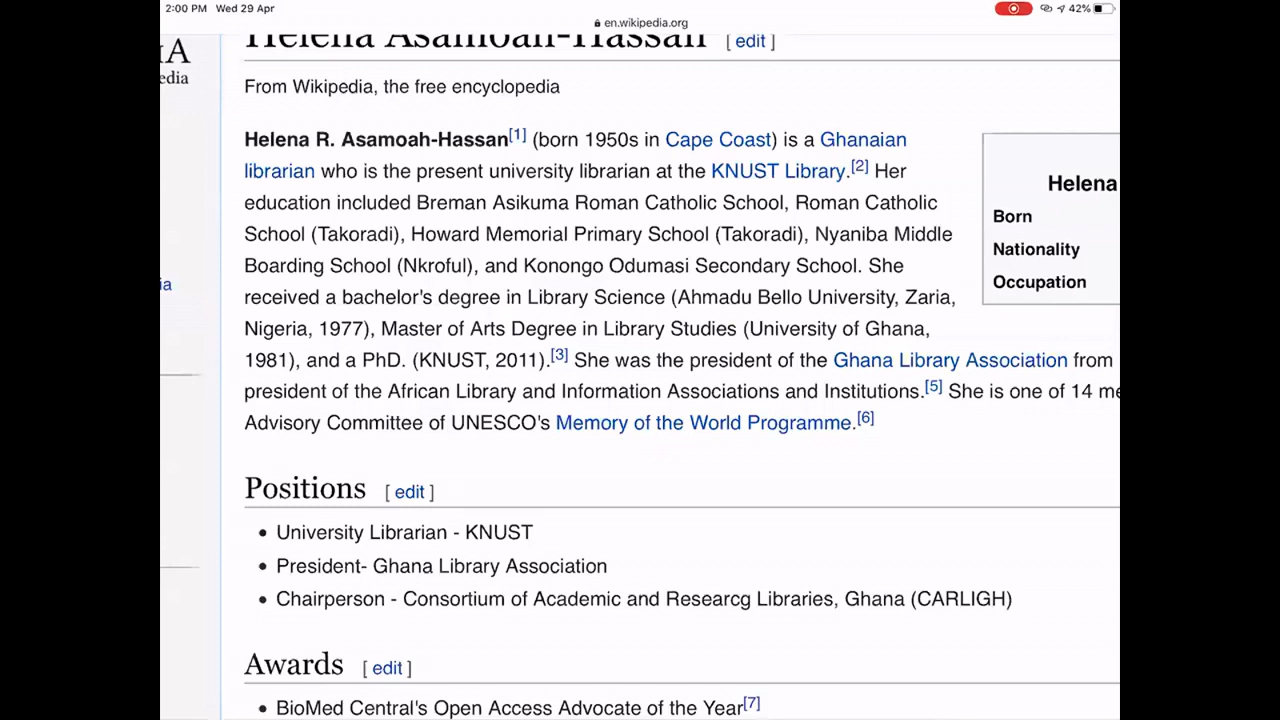 2:00 PM Wed 29 Apr
42%
en.wikipedia.org
Helena Asamoah-Hassan [ edit ]
A
edia
From Wikipedia, the free encyclopedia
Helena R. Asamoah-Hassan[1] (born 1950s in Cape Coast) is a Ghanaian
librarian who is the present university librarian at the KNUST Library.[2] Her
education included Breman Asikuma Roman Catholic School, Roman Catholic
School (Takoradi), Howard Memorial Primary School (Takoradi), Nyaniba Middle
Boarding School (Nkroful), and Konongo Odumasi Secondary School. She
received a bachelor's degree in Library Science (Ahmadu Bello University, Zaria,
Nigeria, 1977), Master of Arts Degree in Library Studies (University of Ghana,
1981), and a PhD. (KNUST, 2011).[3] She was the president of the Ghana Library Association from
president of the African Library and Information Associations and Institutions.[5] She is one of 14 me
Advisory Committee of UNESCO's Memory of the World Programme.[6]
Helena
Born
Nationality
Occupation
ia
Positions [ edit ]
• University Librarian - KNUST
• President- Ghana Library Association
• Chairperson - Consortium of Academic and Researcg Libraries, Ghana (CARLIGH)
Awards [ edit ]
• BioMed Central's Open Access Advocate of the Year[7]